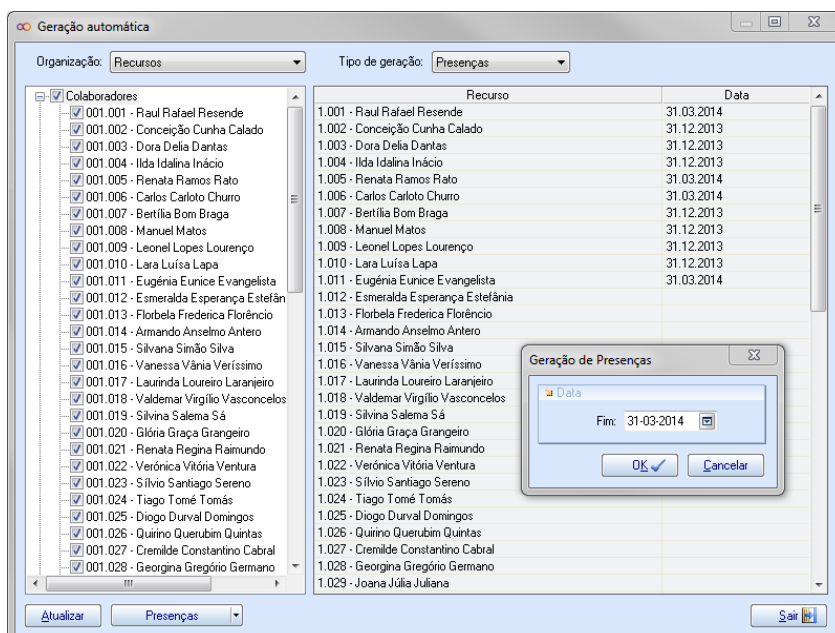 Geração automática
Organização: Recursos Tipo de geração: Presenças
Colaboradores
001.001 - Raul Rafael Resende
001.002 - Conceição Cunha Calado
001.003 - Dora Delia Dantas
001.004 - Ilda Idalina Inácio
001.005 - Renata Ramos Rato
001.006 - Carlos Carloto Churro
001.007 - Bertília Bom Braga
001.008 - Manuel Matos
001.009 - Leonel Lopes Lourenço
001.010 - Lara Luísa Lapa
001.011 - Eugénia Eunice Evangelista
001.012 - Esmeralda Esperança Estefân
001.013 - Florbela Frederica Florêncio
001.014 - Armando Anselmo Antero
001.015 - Silvana Simão Silva
001.016 - Vanessa Vânia Veríssimo
001.017 - Laurinda Loureiro Laranjeiro
001.018 - Valdemar Virgílio Vasconcelos
001.019 - Silvina Salema Sá
001.020 - Glória Graça Grangeiro
001.021 - Renata Regina Raimundo
001.022 - Verónica Vitória Ventura
001.023 - Sílvio Santiago Sereno
001.024 - Tiago Tomé Tomás
001.025 - Diogo Durval Domingos
001.026 - Quirino Querubim Quintas
001.027 - Cremilde Constantino Cabral
001.028 - Georgina Gregório Germano
Recurso Data
1.001 - Raul Rafael Resende 31.03.2014
1.002 - Conceição Cunha Calado 31.12.2013
1.003 - Dora Delia Dantas 31.12.2013
1.004 - Ilda Idalina Inácio 31.12.2013
1.005 - Renata Ramos Rato 31.03.2014
1.006 - Carlos Carloto Churro 31.03.2014
1.007 - Bertília Bom Braga 31.12.2013
1.008 - Manuel Matos 31.12.2013
1.009 - Leonel Lopes Lourenço 31.12.2013
1.010 - Lara Luísa Lapa 31.12.2013
1.011 - Eugénia Eunice Evangelista 31.03.2014
1.012 - Esmeralda Esperança Estefânia
1.013 - Florbela Frederica Florêncio
1.014 - Armando Anselmo Antero
1.015 - Silvana Simão Silva
1.016 - Vanessa Vânia Veríssimo
1.017 - Laurinda Loureiro Laranjeiro
1.018 - Valdemar Virgílio Vasconcelos
1.019 - Silvina Salema Sá
1.020 - Glória Graça Grangeiro
1.021 - Renata Regina Raimundo
1.022 - Verónica Vitória Ventura
1.023 - Sílvio Santiago Sereno
1.024 - Tiago Tomé Tomás
1.025 - Diogo Durval Domingos
1.026 - Quirino Querubim Quintas
1.027 - Cremilde Constantino Cabral
1.028 - Georgina Gregório Germano
1.029 - Joana Júlia Juliana
Geração de Presenças
Data
Fim: 31-03-2014
OK Cancelar
Atualizar Presenças Sair